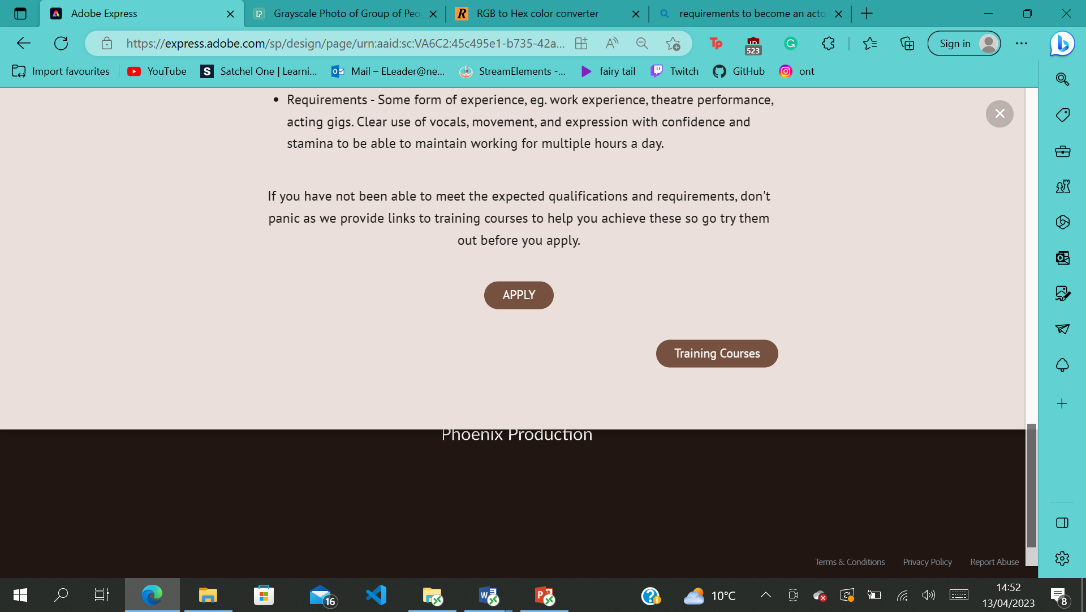 Adobe Express
Grayscale Photo of Group of Peo
RGB to Hex color converter
requirements to become an acto
https://express.adobe.com/sp/design/page/urn:aaid:sc:VA6C2:45c495e1-b735-42a...
523
Sign in
Import favourites
YouTube
Satchel One | Learni...
Mail – ELeader@ne...
StreamElements -...
fairy tail
Twitch
GitHub
ont
• Requirements - Some form of experience, eg. work experience, theatre performance,
acting gigs. Clear use of vocals, movement, and expression with confidence and
stamina to be able to maintain working for multiple hours a day.
If you have not been able to meet the expected qualifications and requirements, don't
panic as we provide links to training courses to help you achieve these so go try them
out before you apply.
APPLY
Training Courses
Phoenix Production
Terms & Conditions
Privacy Policy
Report Abuse
16
10°C
14:52
13/04/2023
8